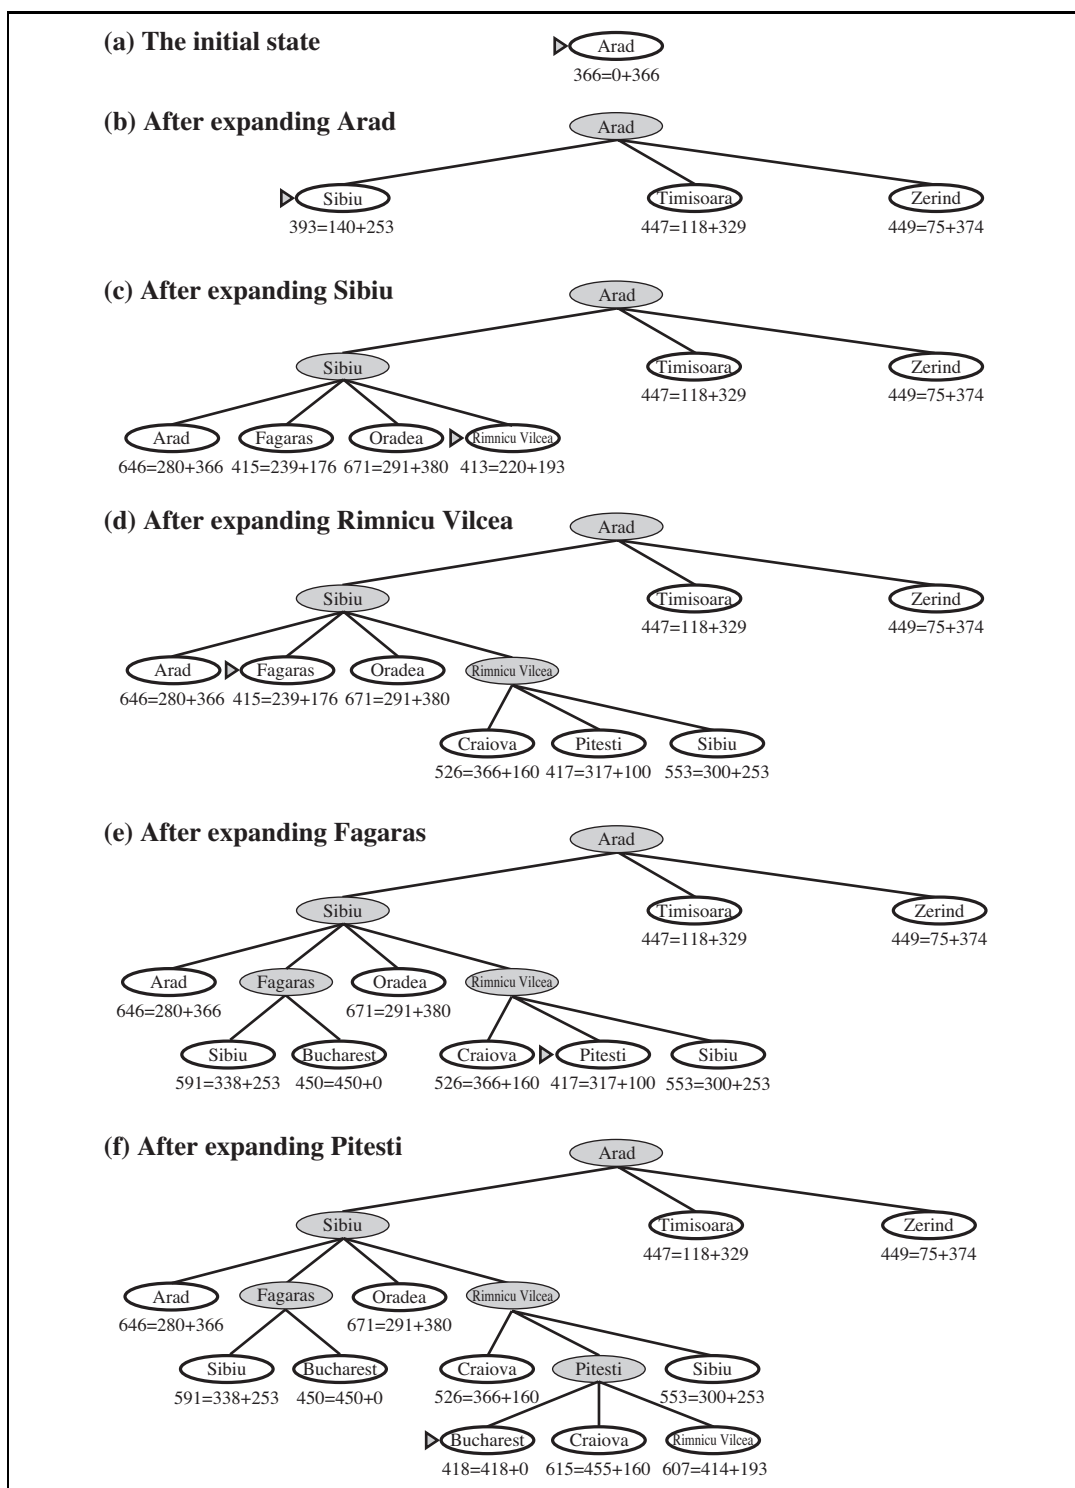 (a) The initial state
Arad
366=0+366
(b) After expanding Arad
Arad
Sibiu Timisoara Zerind
393=140+253 447=118+329 449=75+374
(c) After expanding Sibiu
Arad
Sibiu Timisoara Zerind
447=118+329 449=75+374
Arad Fagaras Oradea Rimnicu Vilcea
646=280+366 415=239+176 671=291+380 413=220+193
(d) After expanding Rimnicu Vilcea
Arad
Sibiu Timisoara Zerind
447=118+329 449=75+374
Arad Fagaras Oradea Rimnicu Vilcea
646=280+366 415=239+176 671=291+380
Craiova Pitesti Sibiu
526=366+160 417=317+100 553=300+253
(e) After expanding Fagaras
Arad
Sibiu Timisoara Zerind
447=118+329 449=75+374
Arad Fagaras Oradea Rimnicu Vilcea
646=280+366 671=291+380
Sibiu Bucharest Craiova Pitesti Sibiu
591=338+253 450=450+0 526=366+160 417=317+100 553=300+253
(f) After expanding Pitesti
Arad
Sibiu Timisoara Zerind
447=118+329 449=75+374
Arad Fagaras Oradea Rimnicu Vilcea
646=280+366 671=291+380
Sibiu Bucharest Craiova Pitesti Sibiu
591=338+253 450=450+0 526=366+160 553=300+253
Bucharest Craiova Rimnicu Vilcea
418=418+0 615=455+160 607=414+193